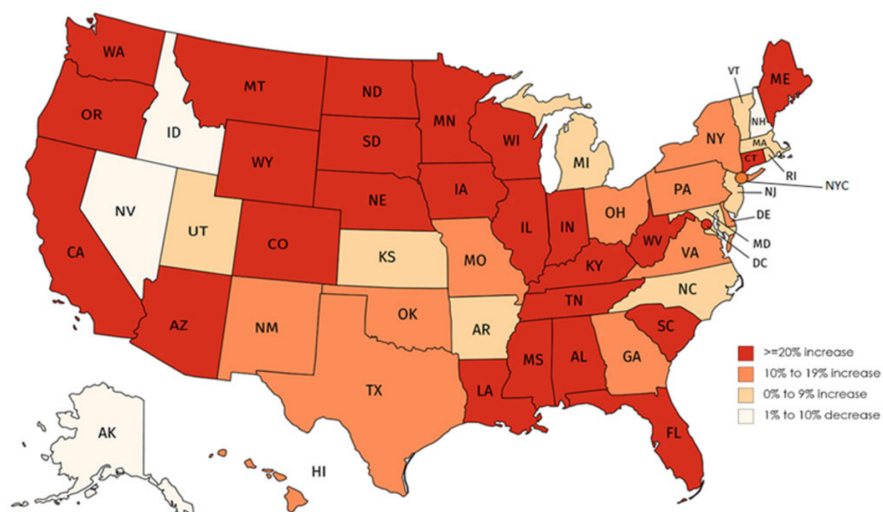 WA
MT
ND
MN
OR
ID
SD
WI
WY
MI
NV
NE
IA
UT
CO
CA
KS
IL
IN
OH
PA
NY
VT
NH
ME
MA
CT
RI
NYC
NJ
DE
MD
DC
WV
VA
KY
MO
NC
TN
AZ
NM
OK
AR
SC
MS
AL
GA
TX
LA
FL
AK
HI
>=20% increase
10% to 19% increase
0% to 9% increase
1% to 10% decrease